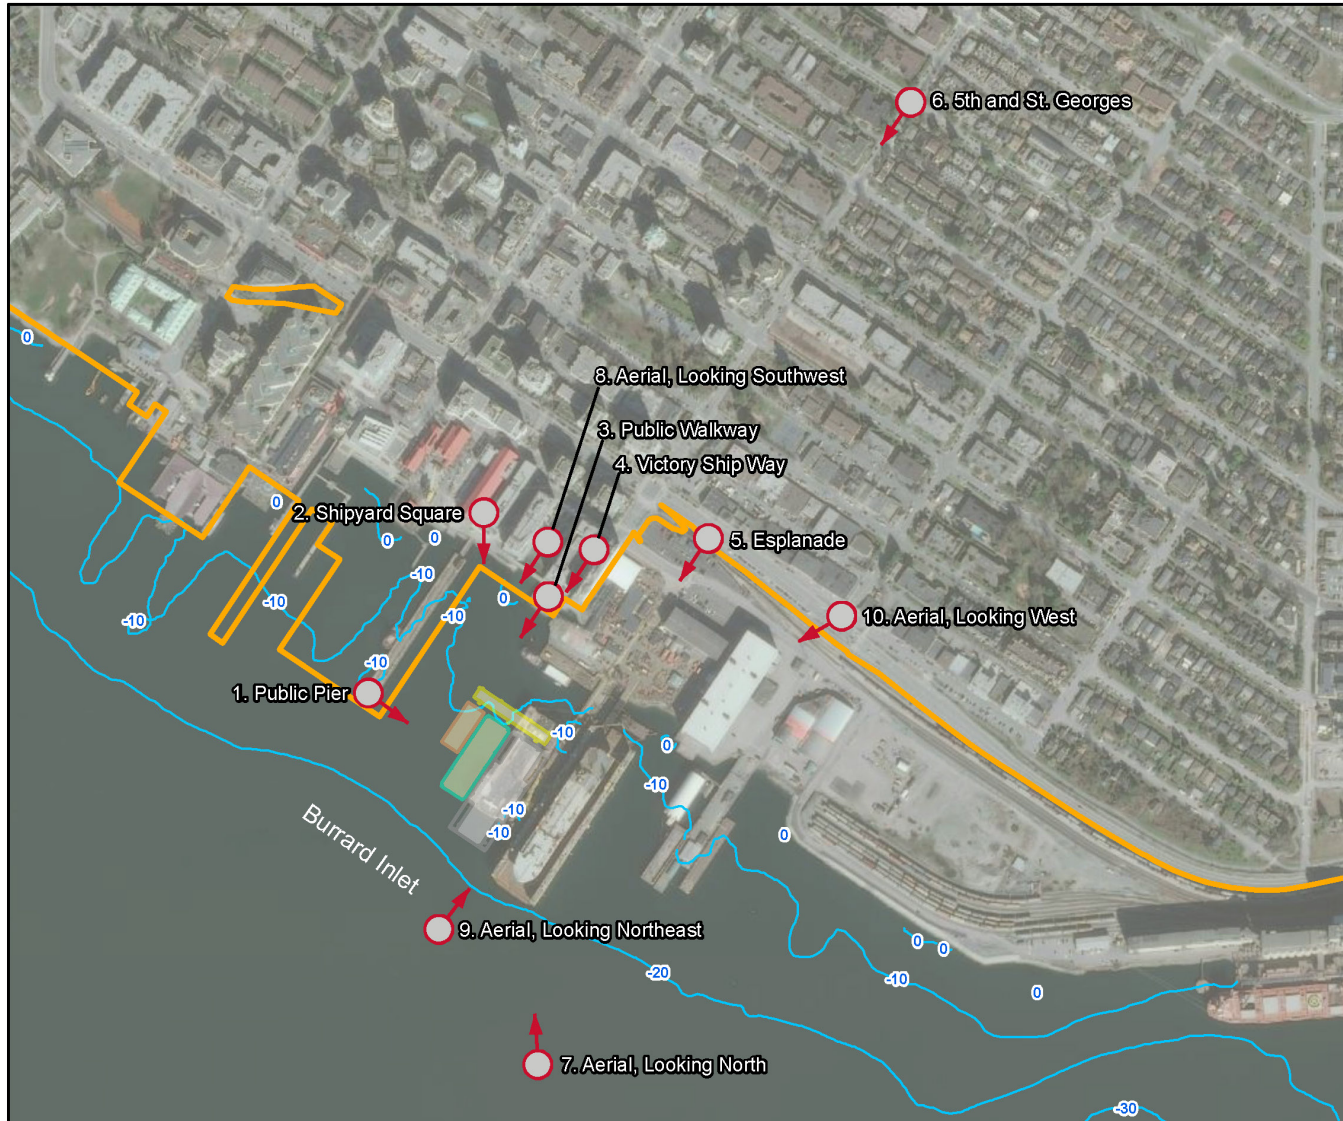 6. 5th and St. Georges
0
8. Aerial, Looking Southwest
3. Public Walkway
4. Victory Ship Way
0
2. Shipyard Square
0
0
5. Esplanade
-10
-10
0
-10
-10
10. Aerial, Looking West
-10
1. Public Pier
-10
0
-10
-10
-10
0
Burrard Inlet
9. Aerial, Looking Northeast
0
0
-20
-10
0
7. Aerial, Looking North
-30